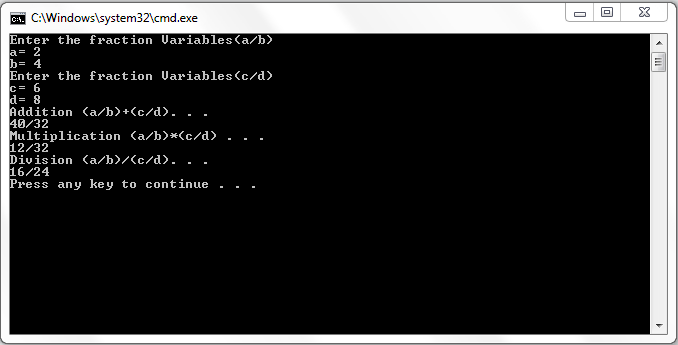 C:\Windows\system32\cmd.exe
Enter the fraction Variables(a/b)
a= 2
b= 4
Enter the fraction Variables(c/d)
c= 6
d= 8
Addition (a/b)+(c/d). . .
40/32
Multiplication (a/b)*(c/d) . . .
12/32
Division (a/b)/(c/d). . .
16/24
Press any key to continue . . .